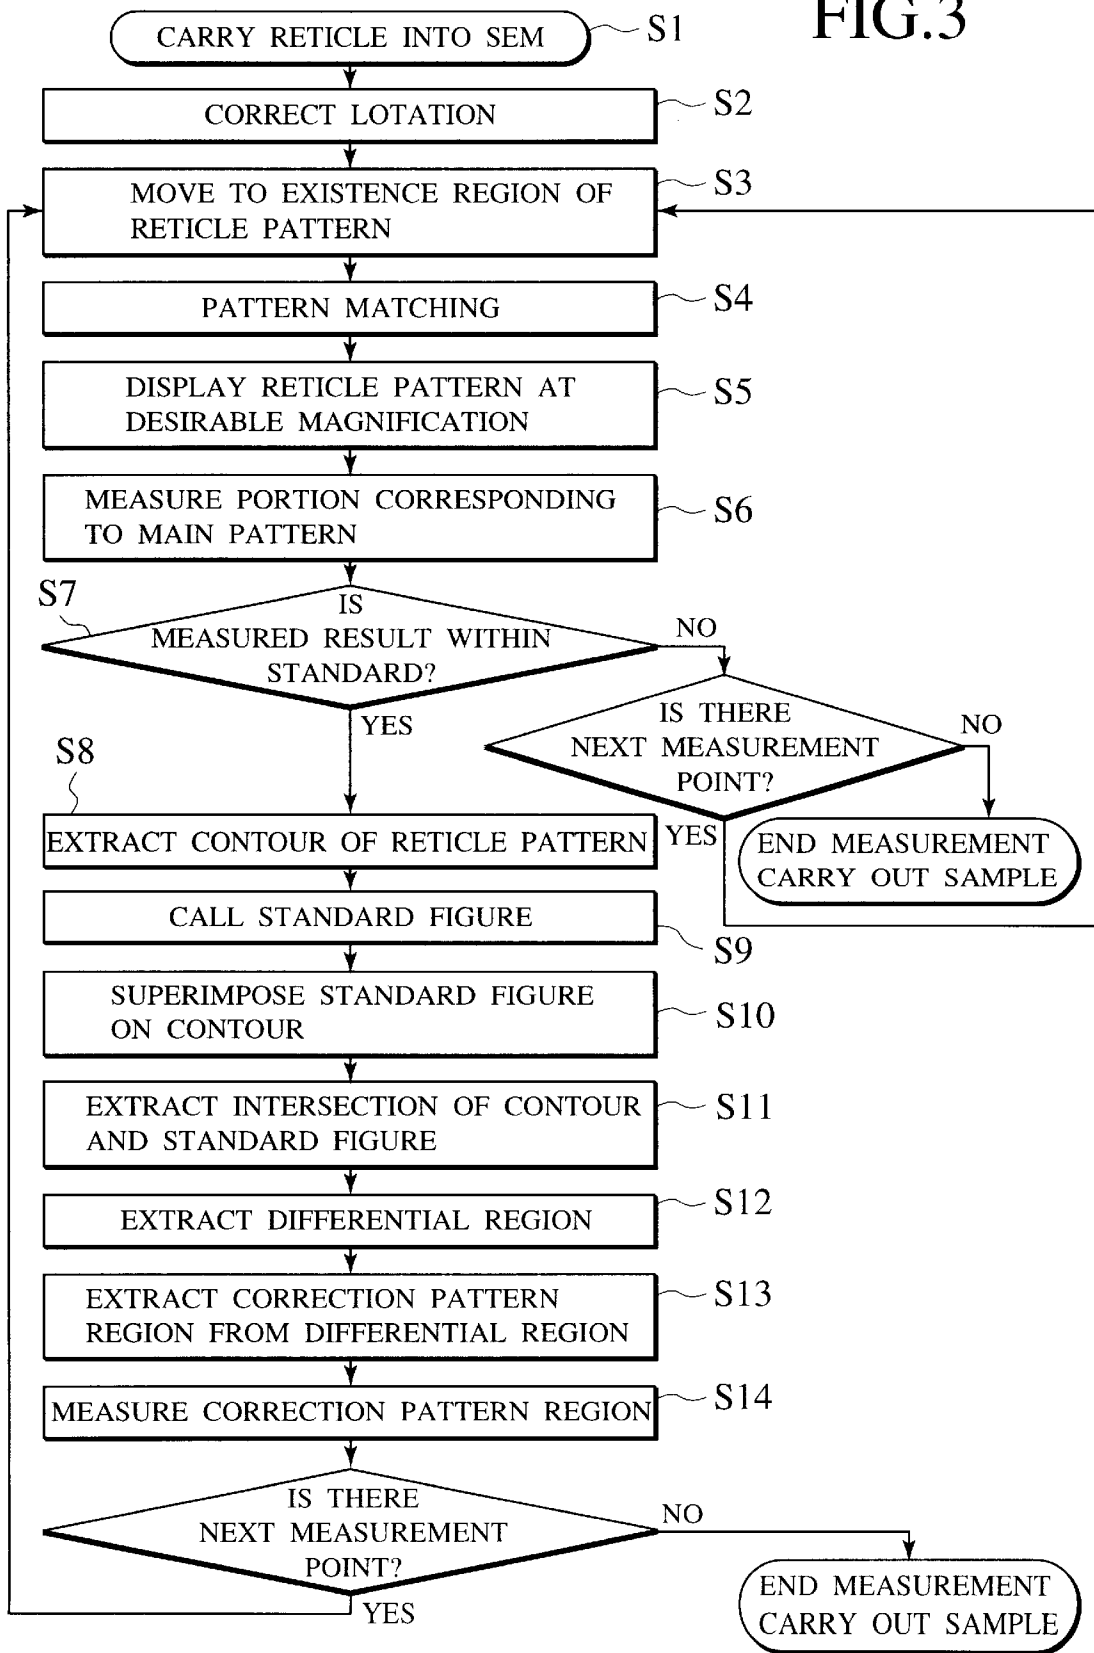 FIG.3
CARRY RETICLE INTO SEM
S1
CORRECT LOTATION
S2
MOVE TO EXISTENCE REGION OF
RETICLE PATTERN
S3
PATTERN MATCHING
S4
DISPLAY RETICLE PATTERN AT
DESIRABLE MAGNIFICATION
S5
MEASURE PORTION CORRESPONDING
TO MAIN PATTERN
S6
S7
IS
MEASURED RESULT WITHIN
STANDARD?
NO
YES
IS THERE
NEXT MEASUREMENT
POINT?
NO
YES
END MEASUREMENT
CARRY OUT SAMPLE
S8
EXTRACT CONTOUR OF RETICLE PATTERN
CALL STANDARD FIGURE
S9
SUPERIMPOSE STANDARD FIGURE
ON CONTOUR
S10
EXTRACT INTERSECTION OF CONTOUR
AND STANDARD FIGURE
S11
EXTRACT DIFFERENTIAL REGION
S12
EXTRACT CORRECTION PATTERN
REGION FROM DIFFERENTIAL REGION
S13
MEASURE CORRECTION PATTERN REGION
S14
IS THERE
NEXT MEASUREMENT
POINT?
NO
YES
END MEASUREMENT
CARRY OUT SAMPLE